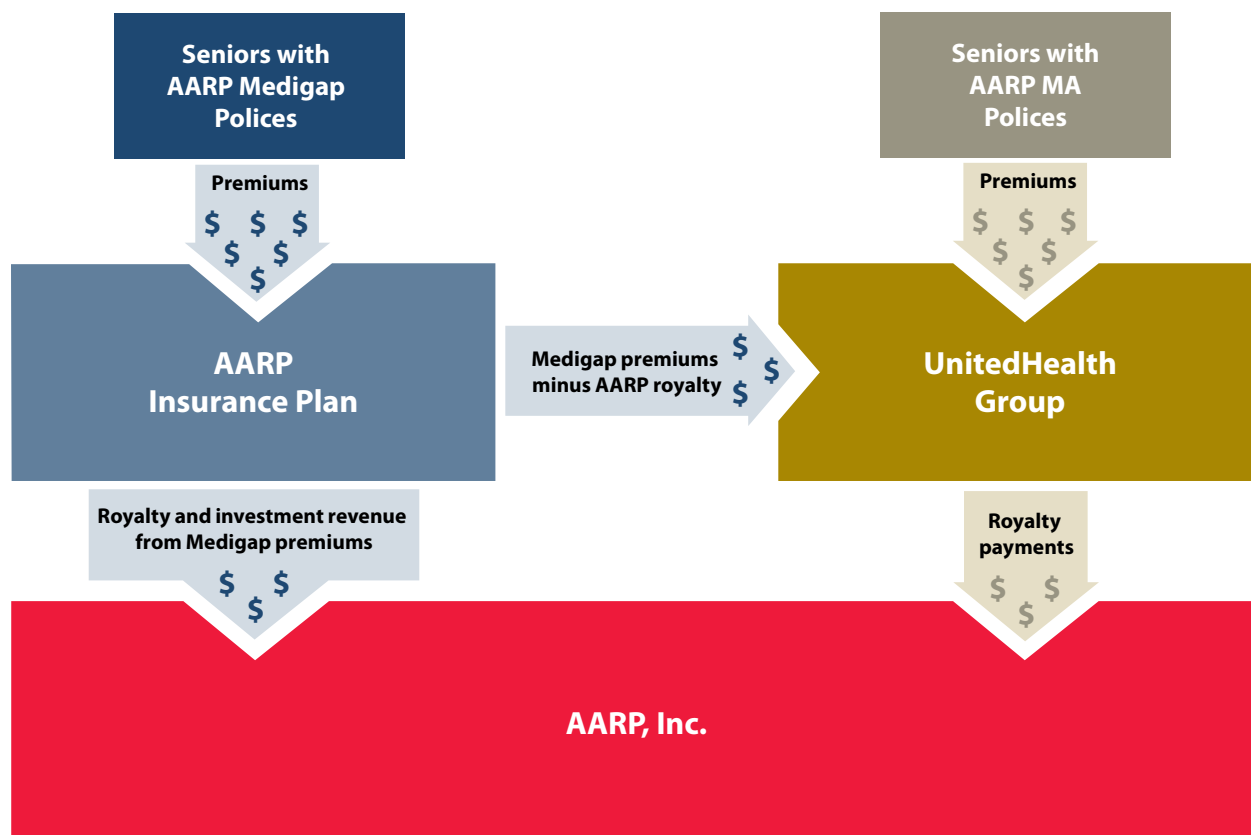 Seniors with
AARP Medigap
Polices
Seniors with
AARP MA
Polices
Premiums
$ $ $
$ $
$
Premiums
$ $ $
$ $
$
AARP
Insurance Plan
Medigap premiums
minus AARP royalty
$
$
$
UnitedHealth
Group
Royalty and investment revenue
from Medigap premiums
$ $
$
Royalty
payments
$ $
$
AARP, Inc.